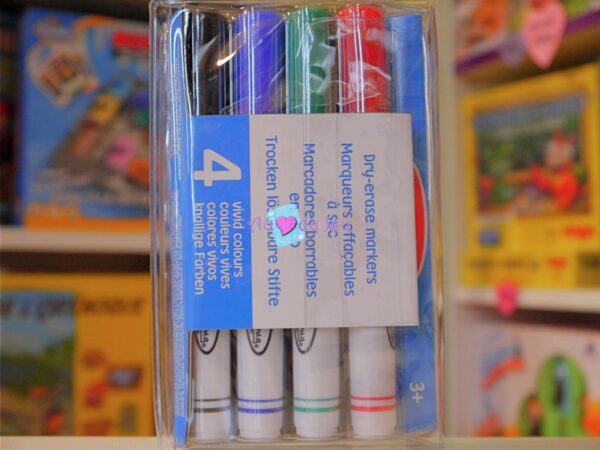 4
vivid colours
couleurs vives
colores vivos
knallige Farben
Dry-erase markers
Marqueurs effaçables
à sec
Marcadores borrables
Trocken
Stifte
3+